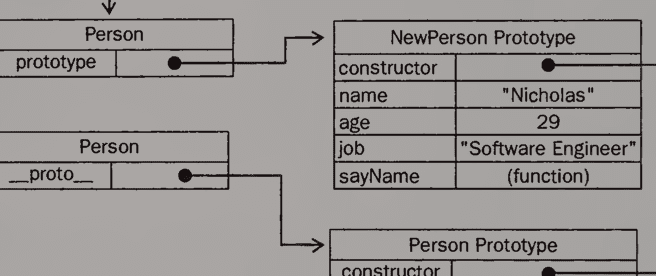 Person
prototype
NewPerson Prototype
constructor
name "Nicholas"
age 29
job "Software Engineer"
sayName (function)
Person
__proto__
Person Prototype
constructor